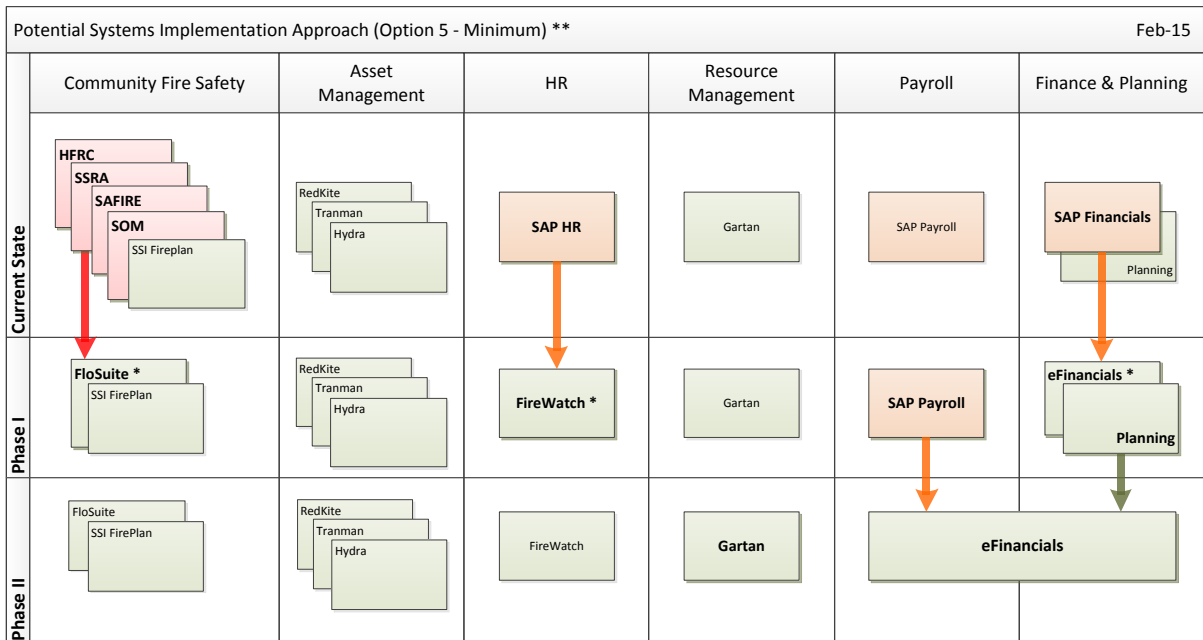 Potential Systems Implementation Approach (Option 5 - Minimum) ** Feb-15
Community Fire Safety
Asset
Management
HR
Resource
Management
Payroll
Finance & Planning
Current State
HFRC
SSRA
SAFIRE
SOM
SSI Fireplan
RedKite
Tranman
Hydra
SAP HR
Gartan
SAP Payroll
SAP Financials
Planning
Phase I
FloSuite *
SSI FirePlan
RedKite
Tranman
Hydra
FireWatch *
Gartan
SAP Payroll
eFinancials *
Planning
Phase II
FloSuite
SSI FirePlan
RedKite
Tranman
Hydra
FireWatch
Gartan
eFinancials